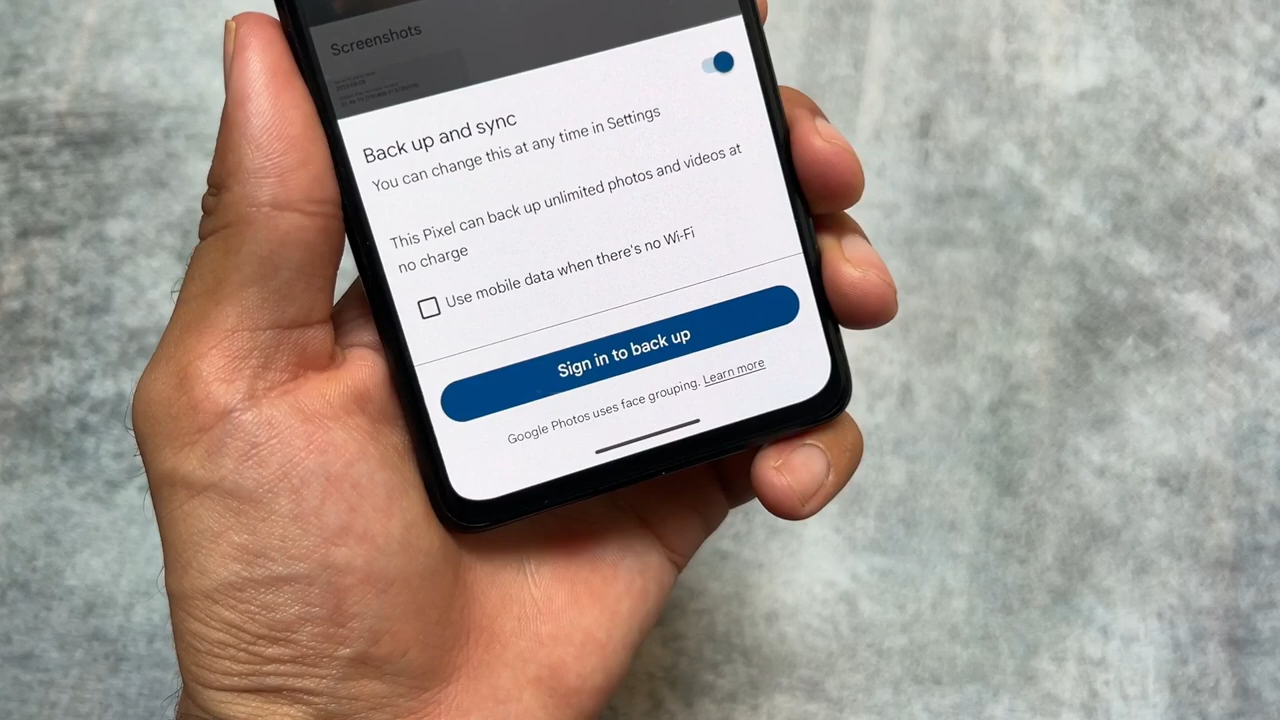 Screenshots
Back up and sync
You can change this at any time in Settings
This Pixel can back up unlimited photos and videos at
no charge
Use mobile data when there's no Wi-Fi
Sign in to back up
Google Photos uses face grouping. Learn more